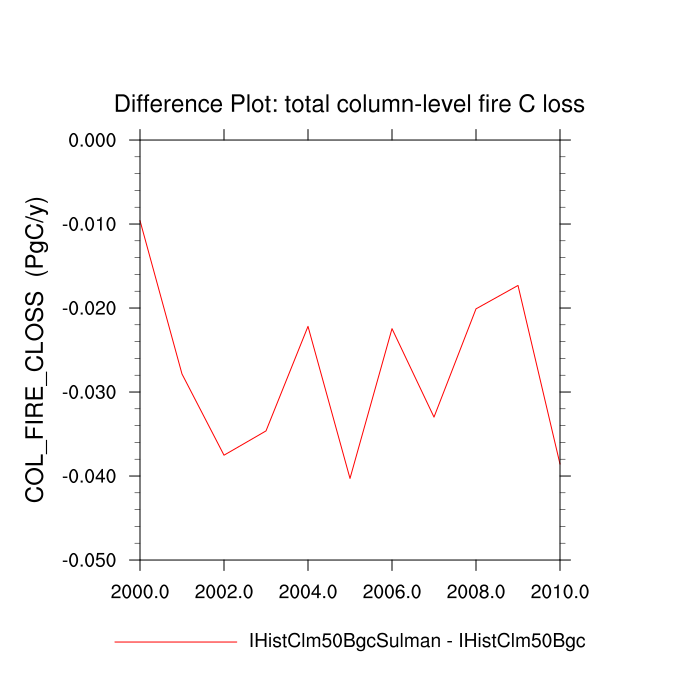 Difference Plot: total column-level fire C loss
COL_FIRE_CLOSS (PgC/y)
0.000
-0.010
-0.020
-0.030
-0.040
-0.050
2000.0 2002.0 2004.0 2006.0 2008.0 2010.0
IHistClm50BgcSulman - IHistClm50Bgc